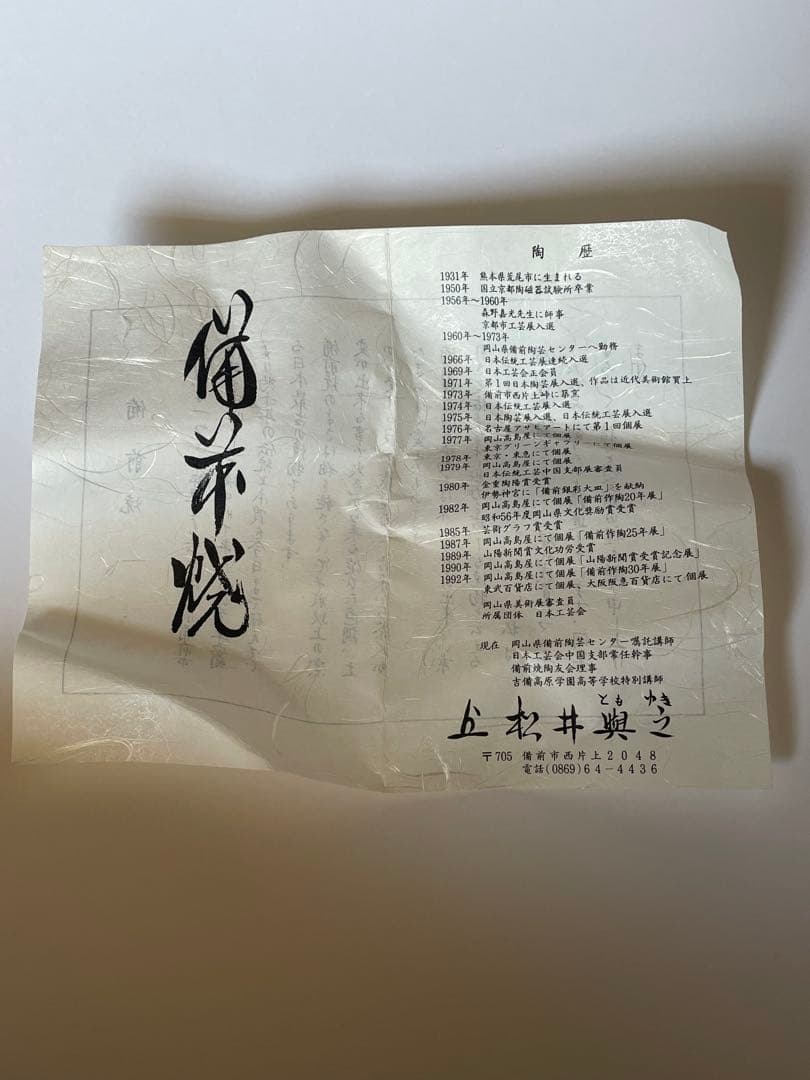 備前焼
陶歴
1931年 熊本県荒尾市に生まれる
1950年 国立京都陶磁器試験所卒業
1956年～1960年
森野嘉光先生に師事
京都市工芸展入選
1960年～1973年
岡山県備前陶芸センターへ勤務
1966年 日本伝統工芸展連続入選
1969年 日本工芸会正会員
1971年 第1回日本陶芸展入選、作品は近代美術館買上
1973年 備前市西片上峠に築窯
1974年 日本伝統工芸展入選
1975年 日本陶芸展入選、日本伝統工芸展入選
1976年 名古屋アサヒアートにて第1回個展
1977年 岡山高島屋にて個展
東京グリーンギャラリーにて個展
1978年 東京・東急にて個展
1979年 岡山高島屋にて個展
日本伝統工芸中国支部展審査員
1980年 金重陶陽賞受賞
伊勢神宮に「備前銀彩大皿」を献納
1982年 岡山高島屋にて個展「備前作陶20年展」
昭和56年度岡山県文化奨励賞受賞
1985年 芸術グラフ賞受賞
1987年 岡山高島屋にて個展「備前作陶25年展」
1989年 山陽新聞賞文化功労受賞
1990年 岡山高島屋にて個展「山陽新聞賞受賞記念展」
1992年 岡山高島屋にて個展「備前作陶30年展」
東武百貨店にて個展、大阪阪急百貨店にて個展
岡山県美術展審査員
所属団体 日本工芸会
現在 岡山県備前陶芸センター嘱託講師
日本工芸会中国支部常任幹事
備前焼陶友会理事
吉備高原学園高等学校特別講師
とも ゆき
松井與之
〒705 備前市西片上2048
電話(0869)64-4436